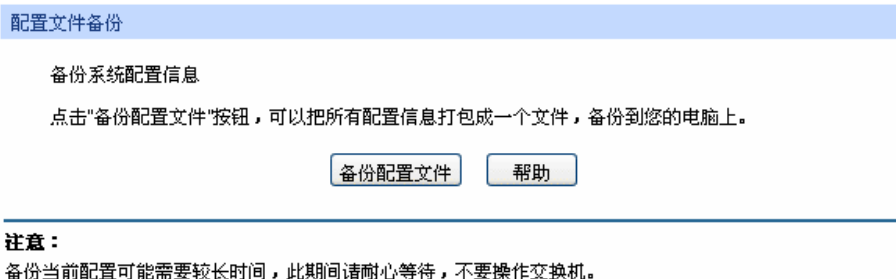 配置文件备份
备份系统配置信息
点击"备份配置文件"按钮，可以把所有配置信息打包成一个文件，备份到您的电脑上。
备份配置文件 帮助
注意：
备份当前配置可能需要较长时间，此期间请耐心等待，不要操作交换机。